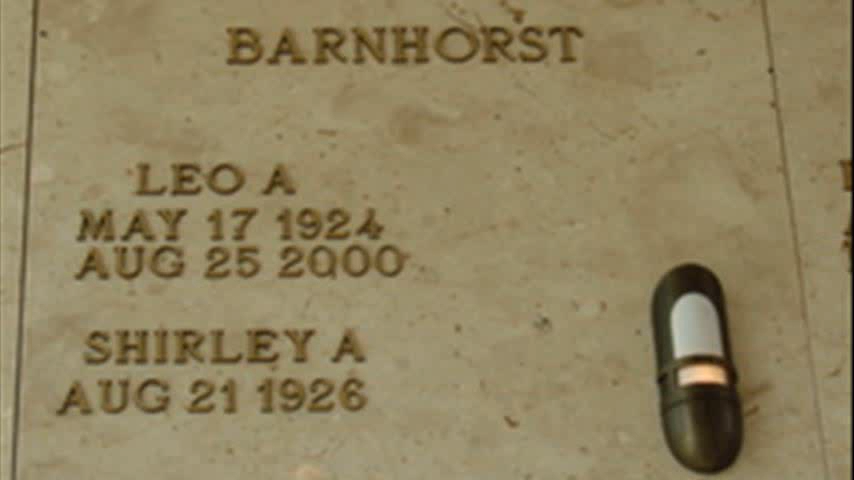 BARNHORST
LEO A
MAY 17 1924
AUG 25 2000
SHIRLEY A
AUG 21 1926